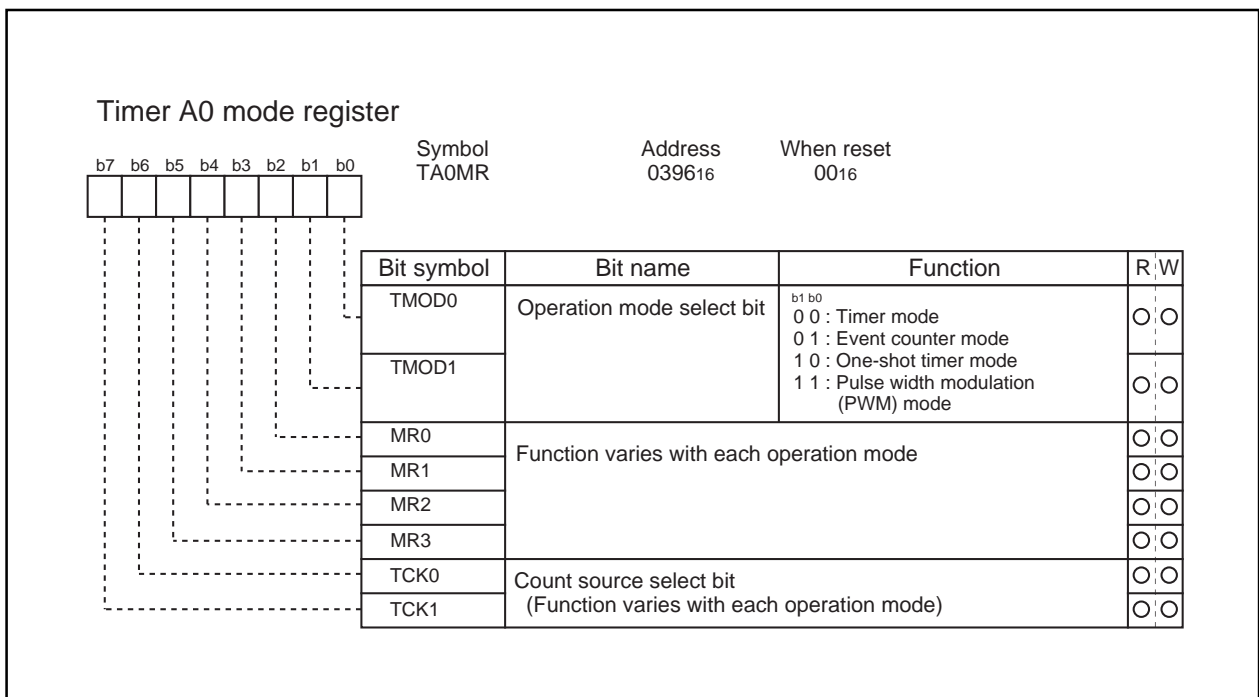 Timer A0 mode register
Symbol Address When reset
TA0MR 039616 0016
b7 b6 b5 b4 b3 b2 b1 b0
Bit symbol Bit name Function R W
TMOD0 Operation mode select bit
b1 b0
0 0 : Timer mode
0 1 : Event counter mode
TMOD1
1 0 : One-shot timer mode
1 1 : Pulse width modulation
(PWM) mode
MR0
Function varies with each operation mode
MR1
MR2
MR3
TCK0
Count source select bit
TCK1
(Function varies with each operation mode)